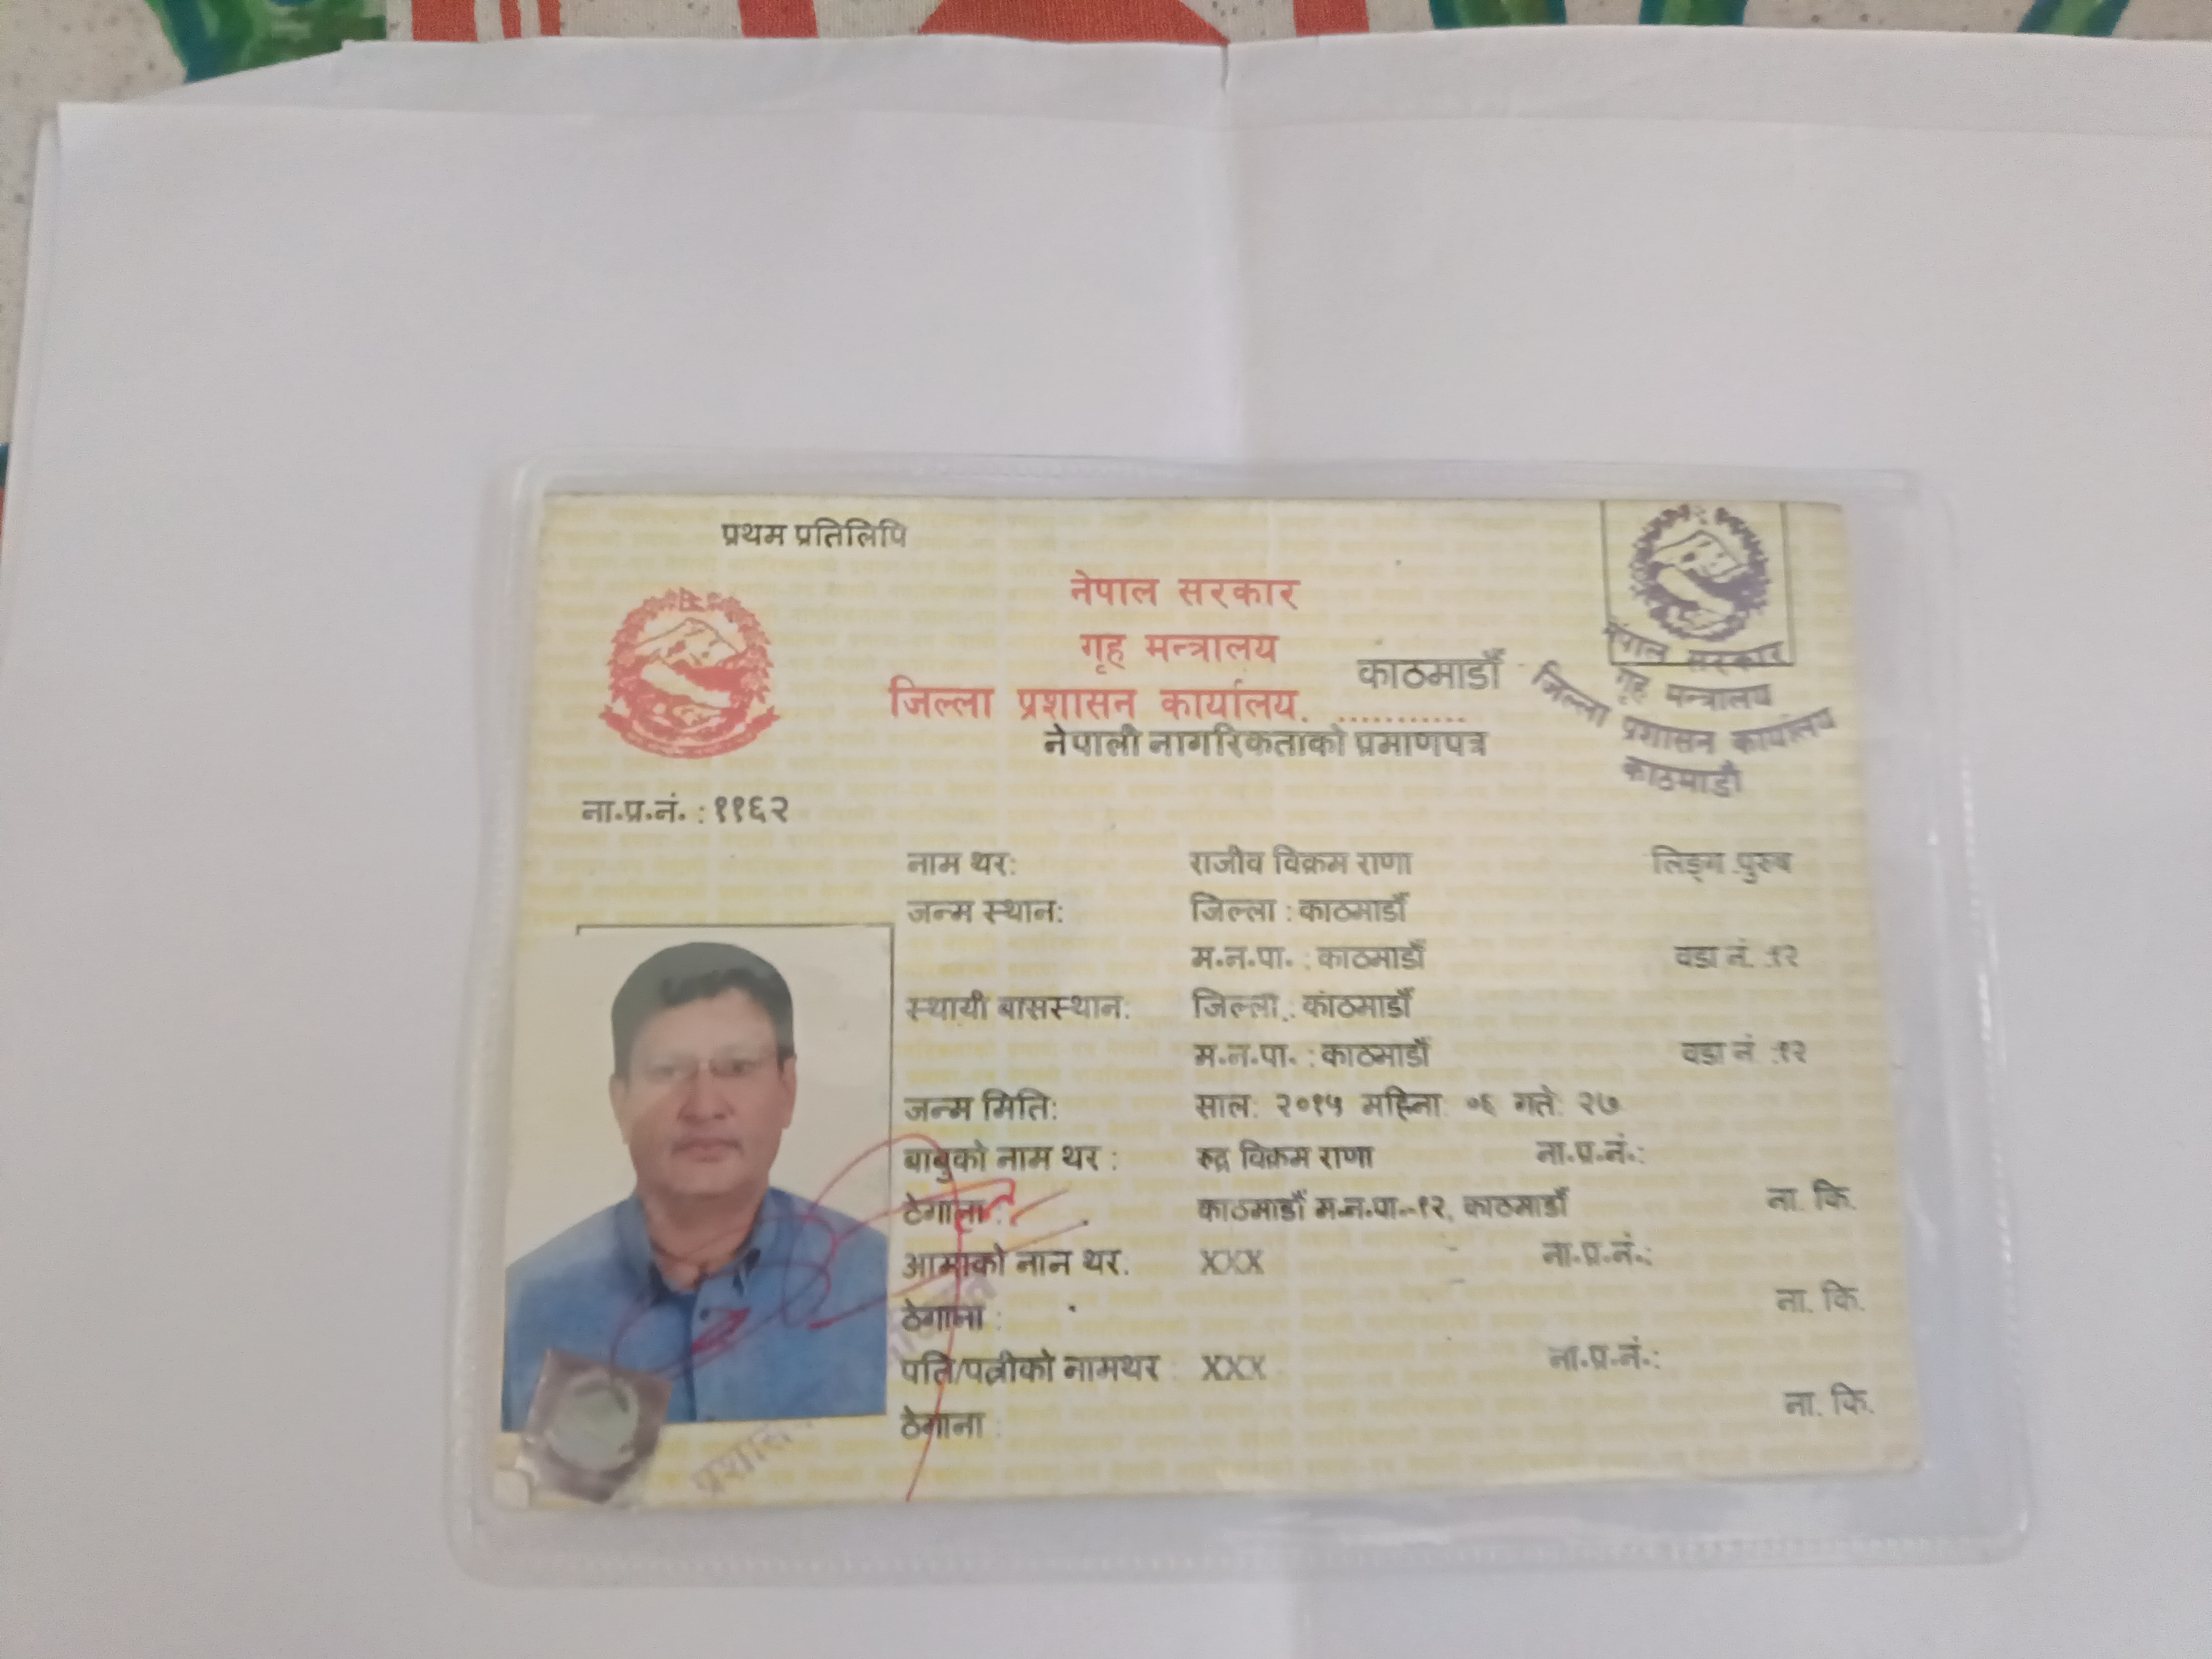 प्रथम प्रतिलिपि
नेपाल सरकार
गृह मन्त्रालय
जिल्ला प्रशासन कार्यालय. ........... काठमाडौँ
नेपाली नागरिकताको प्रमाणपत्र
नेपाल सरकार
गृह मन्त्रालय
जिल्ला प्रशासन कार्यालय
काठमाडौं
ना॰प्र॰नं॰ : ११६२
नाम थर: राजीव विक्रम राणा लिङ्ग :पुरुष
जन्म स्थान: जिल्ला : काठमाडौँ
म॰न॰पा॰ : काठमाडौँ वडा नं. :१२
स्थायी बासस्थान: जिल्ला : काठमाडौँ
म॰न॰पा॰ : काठमाडौँ वडा नं :१२
जन्म मिति: साल: २०१५ महिना: ०६ गते: २७
बाबुको नाम थर : रुद्र विक्रम राणा ना॰प्र॰नं॰:
ठेगाना : काठमाडौँ म॰न॰पा॰-१२, काठमाडौँ ना. कि.
आमाको नान थर: XXX ना॰प्र॰नं॰:
ठेगाना : ना. कि.
पति/पत्नीको नामथर : XXX ना॰प्र॰नं॰:
ठेगाना : ना. कि.